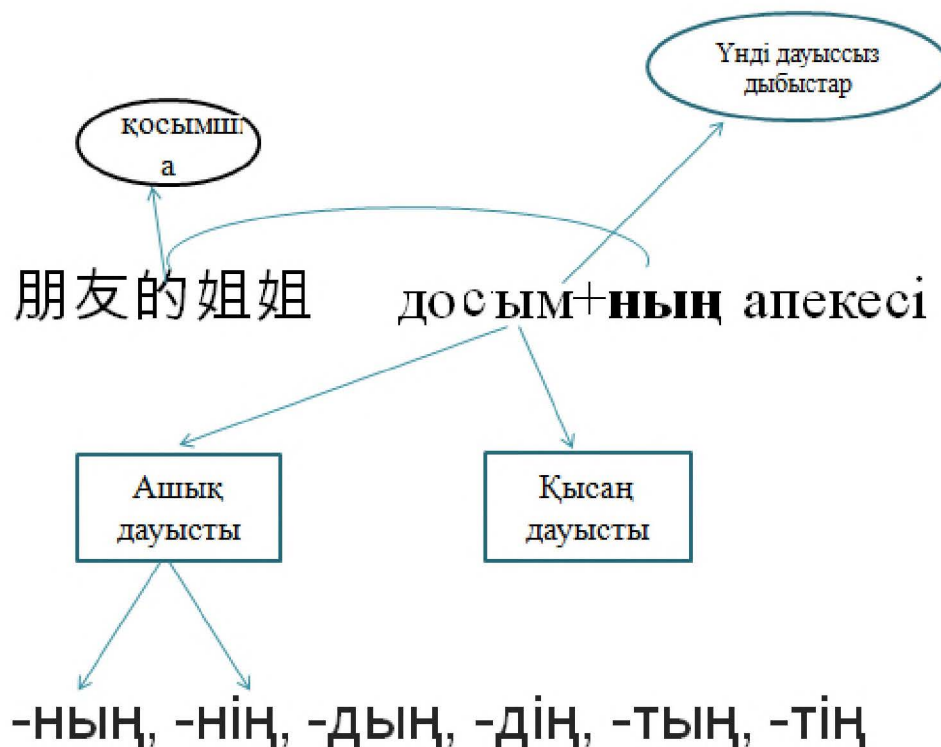 Үнді дауыссыз
дыбыстар
қосымш
а
朋友的姐姐 досым+ның апекесі
Ашық
дауысты
Қысаң
дауысты
-ның, -нің, -дың, -дің, -тың, -тің